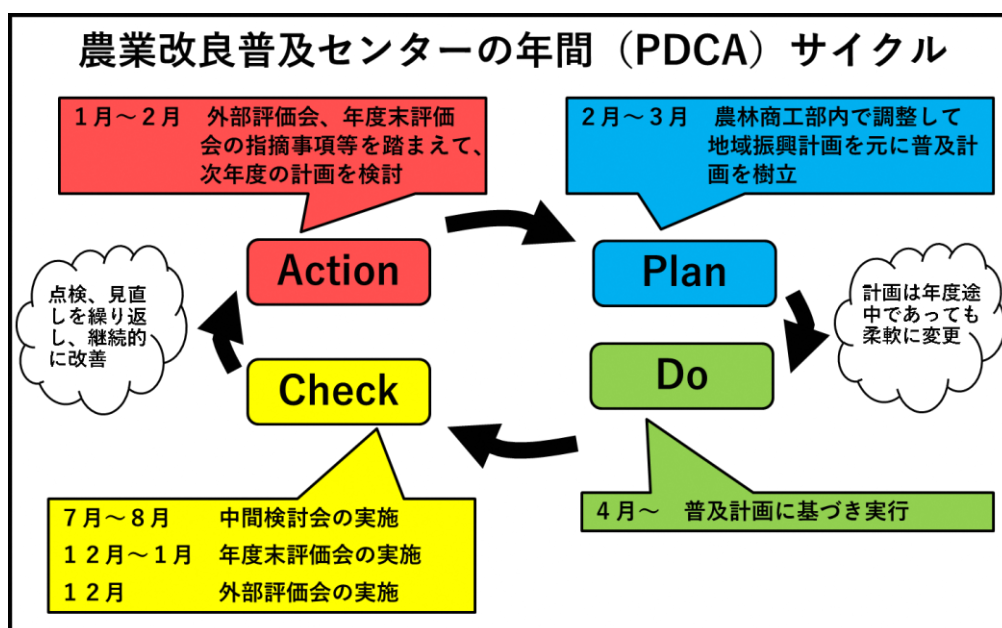 農業改良普及センターの年間（PDCA）サイクル
１月～２月　外部評価会、年度末評価
会の指摘事項等を踏まえて、
次年度の計画を検討
２月～３月　農林商工部内で調整して
地域振興計画を元に普及計
画を樹立
Action
Plan
点検、見直
しを繰り返
し、継続的
に改善
計画は年度途
中であっても
柔軟に変更
Check
Do
７月～８月　中間検討会の実施
１２月～１月　年度末評価会の実施
１２月　外部評価会の実施
４月～　普及計画に基づき実行